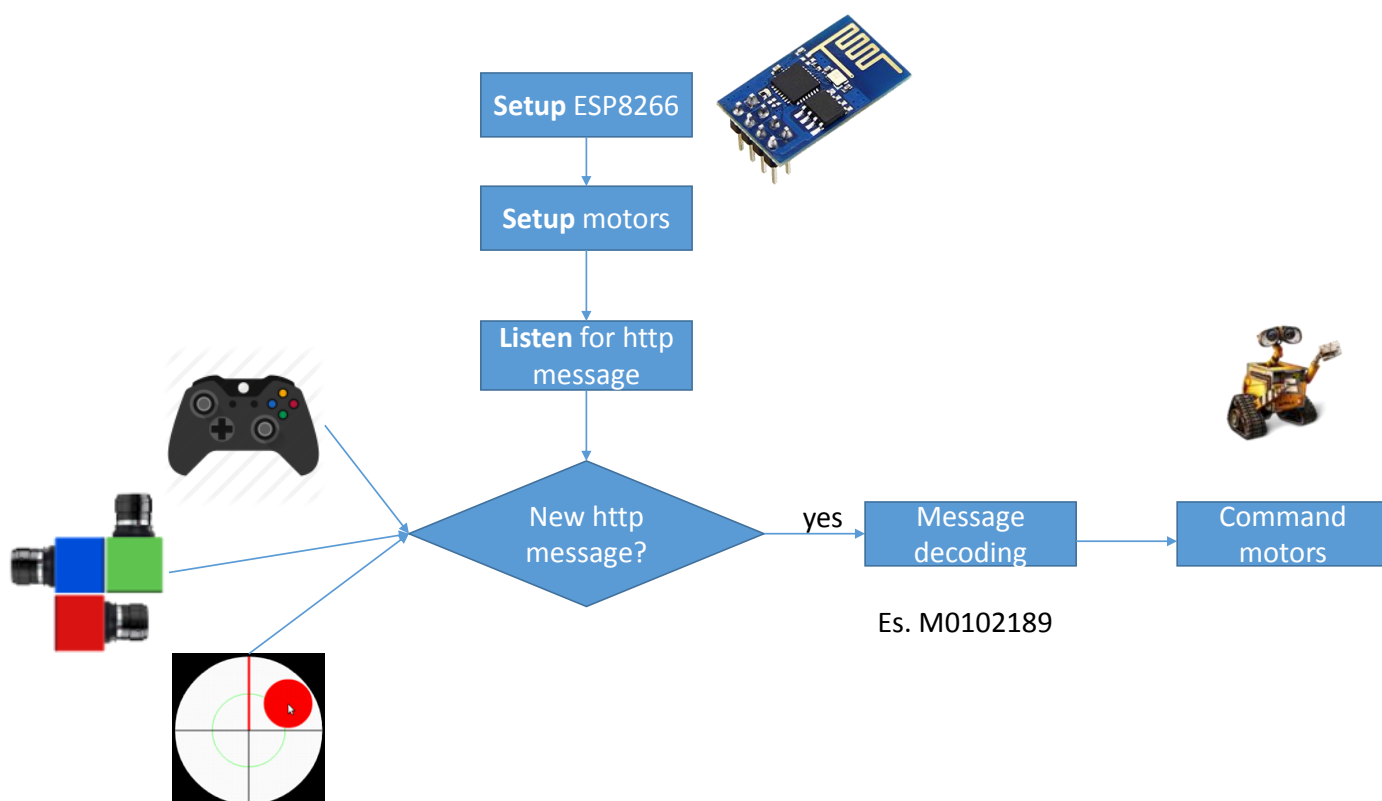 Setup ESP8266
Setup motors
Listen for http
message
New http
message?
yes
Message
decoding
Command
motors
Es. M0102189